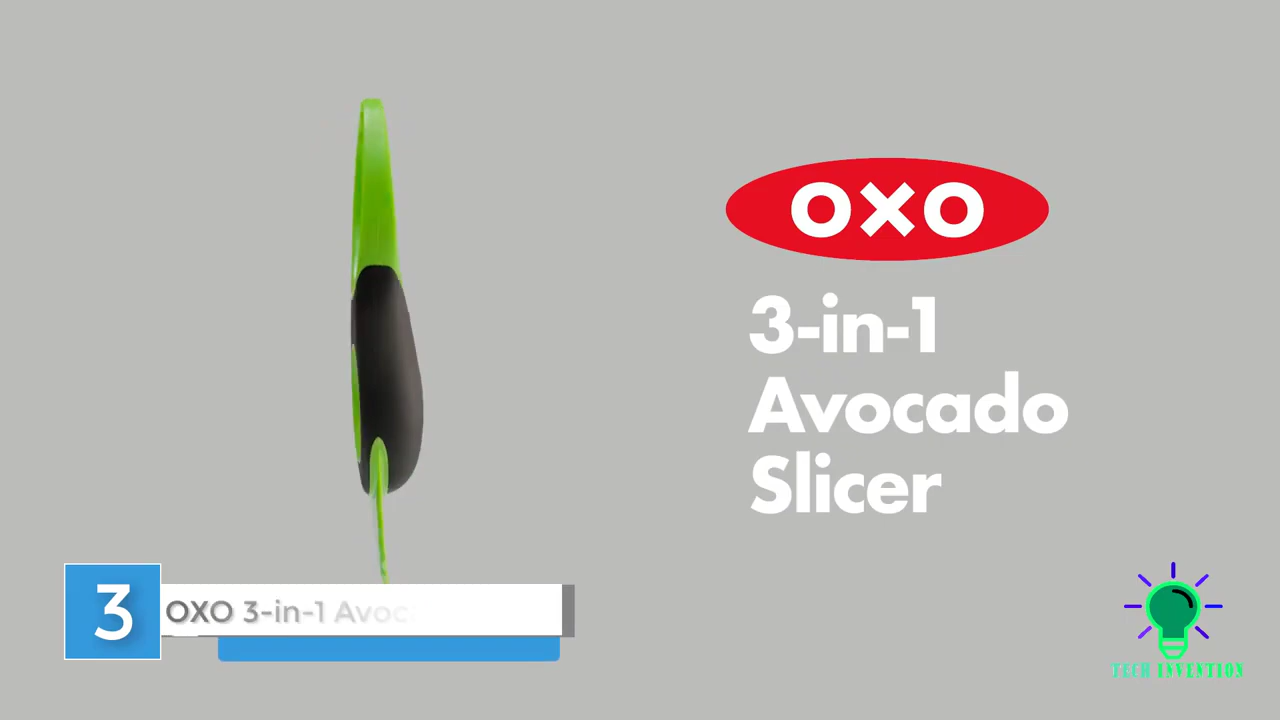 OXO
3-in-1
Avocado
Slicer
3
OXO 3-in-1 Avoc
TECH INVENTION